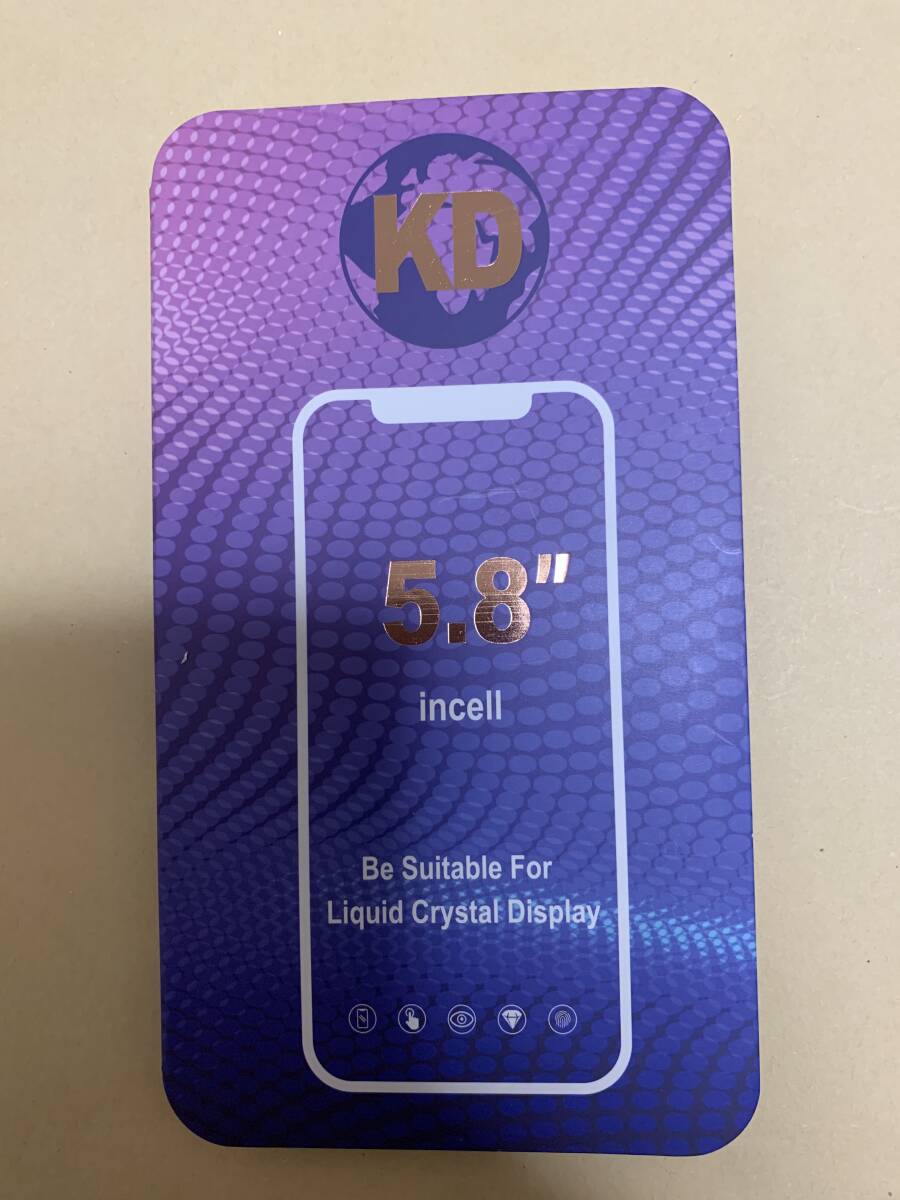 KD
5.8"
incell
Be Suitable For
Liquid Crystal Display